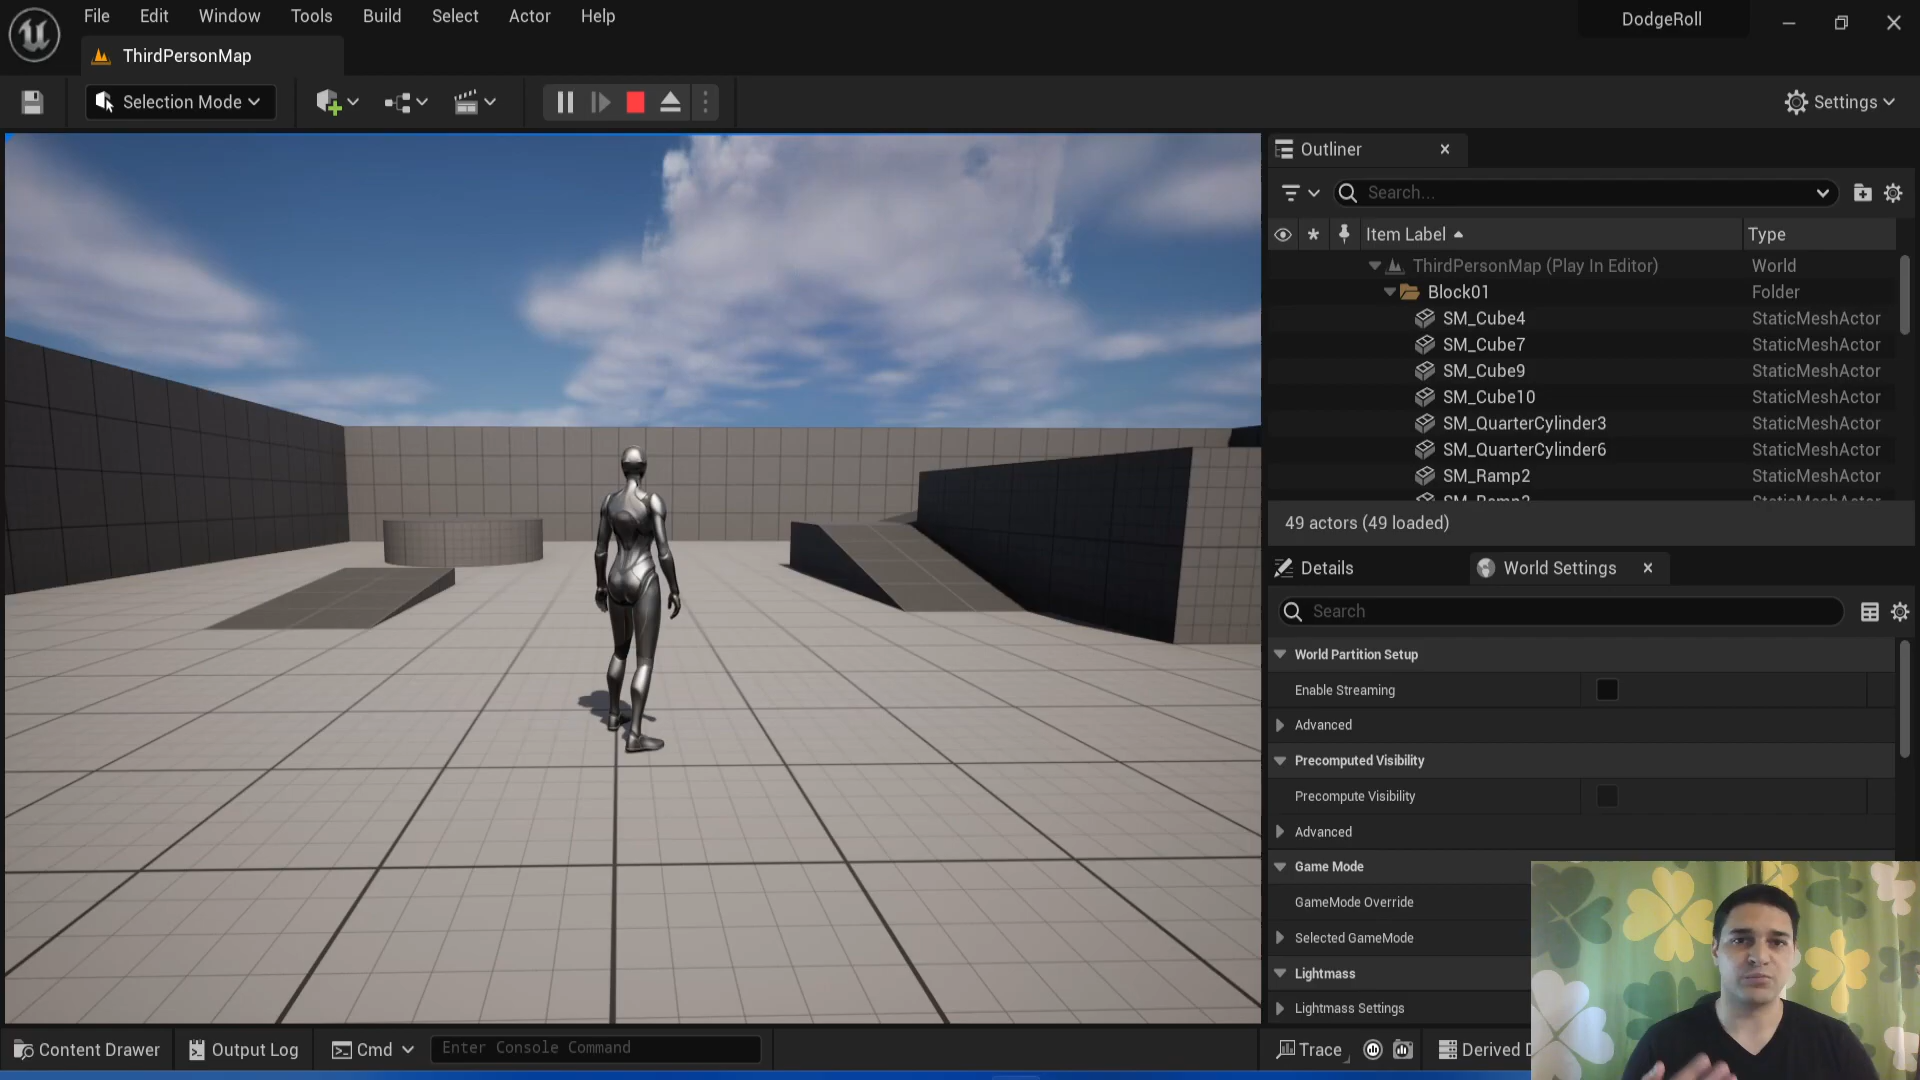 File Edit Window Tools Build Select Actor Help
DodgeRoll
ThirdPersonMap
Selection Mode
Settings
Outliner
Search...
Item Label Type
ThirdPersonMap (Play In Editor) World
Block01 Folder
SM_Cube4 StaticMeshActor
SM_Cube7 StaticMeshActor
SM_Cube9 StaticMeshActor
SM_Cube10 StaticMeshActor
SM_QuarterCylinder3 StaticMeshActor
SM_QuarterCylinder6 StaticMeshActor
SM_Ramp2 StaticMeshActor
49 actors (49 loaded)
Details World Settings
Search
World Partition Setup
Enable Streaming
Advanced
Precomputed Visibility
Precompute Visibility
Advanced
Game Mode
GameMode Override
Selected GameMode
Lightmass
Lightmass Settings
Content Drawer Output Log Cmd Enter Console Command Trace Derived